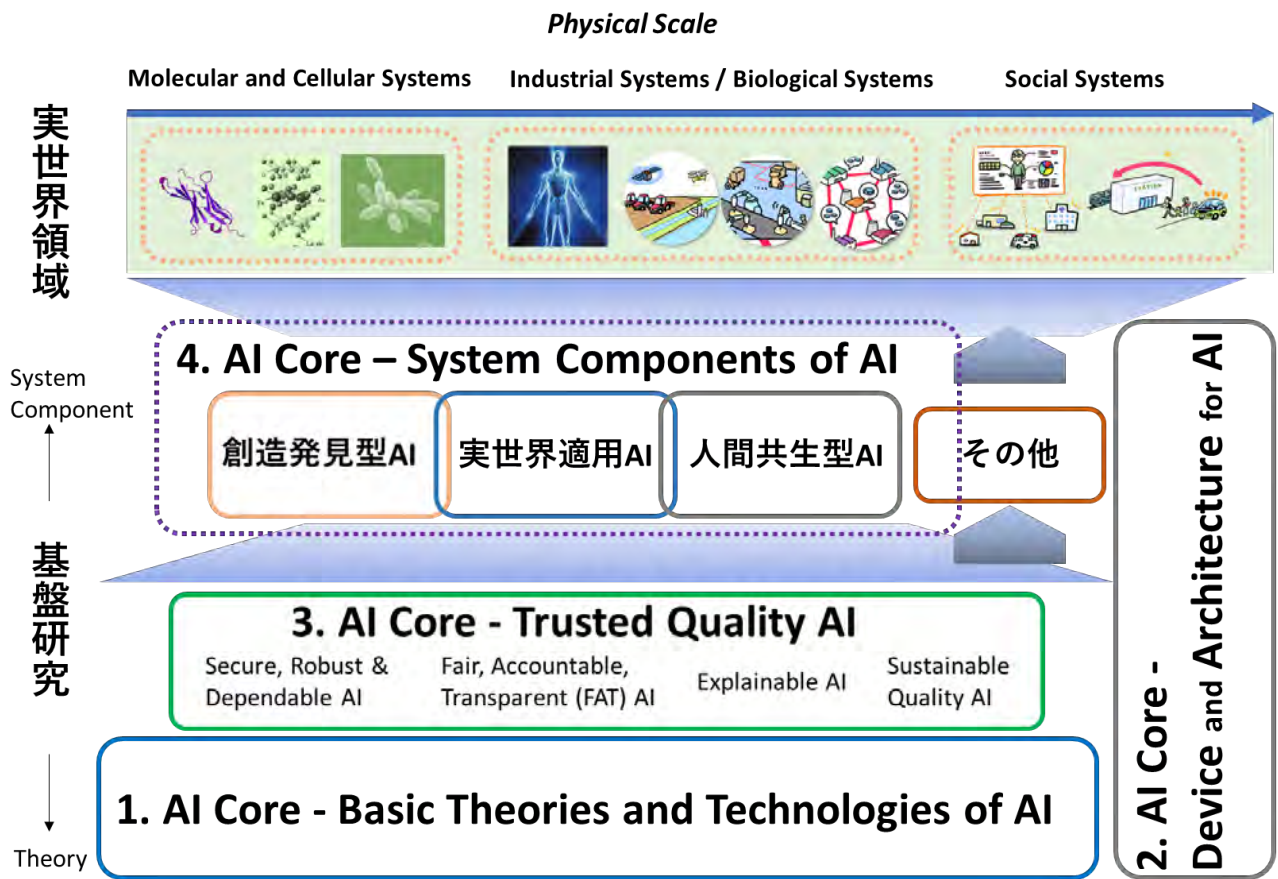 Physical Scale
Molecular and Cellular Systems
Industrial Systems / Biological Systems
Social Systems
実世界領域
4. AI Core – System Components of AI
System
Component
創造発見型AI
実世界適用AI
人間共生型AI
その他
基盤研究
3. AI Core - Trusted Quality AI
Secure, Robust &
Dependable AI
Fair, Accountable,
Transparent (FAT) AI
Explainable AI
Sustainable
Quality AI
1. AI Core - Basic Theories and Technologies of AI
Theory
2. AI Core -
Device and Architecture for AI